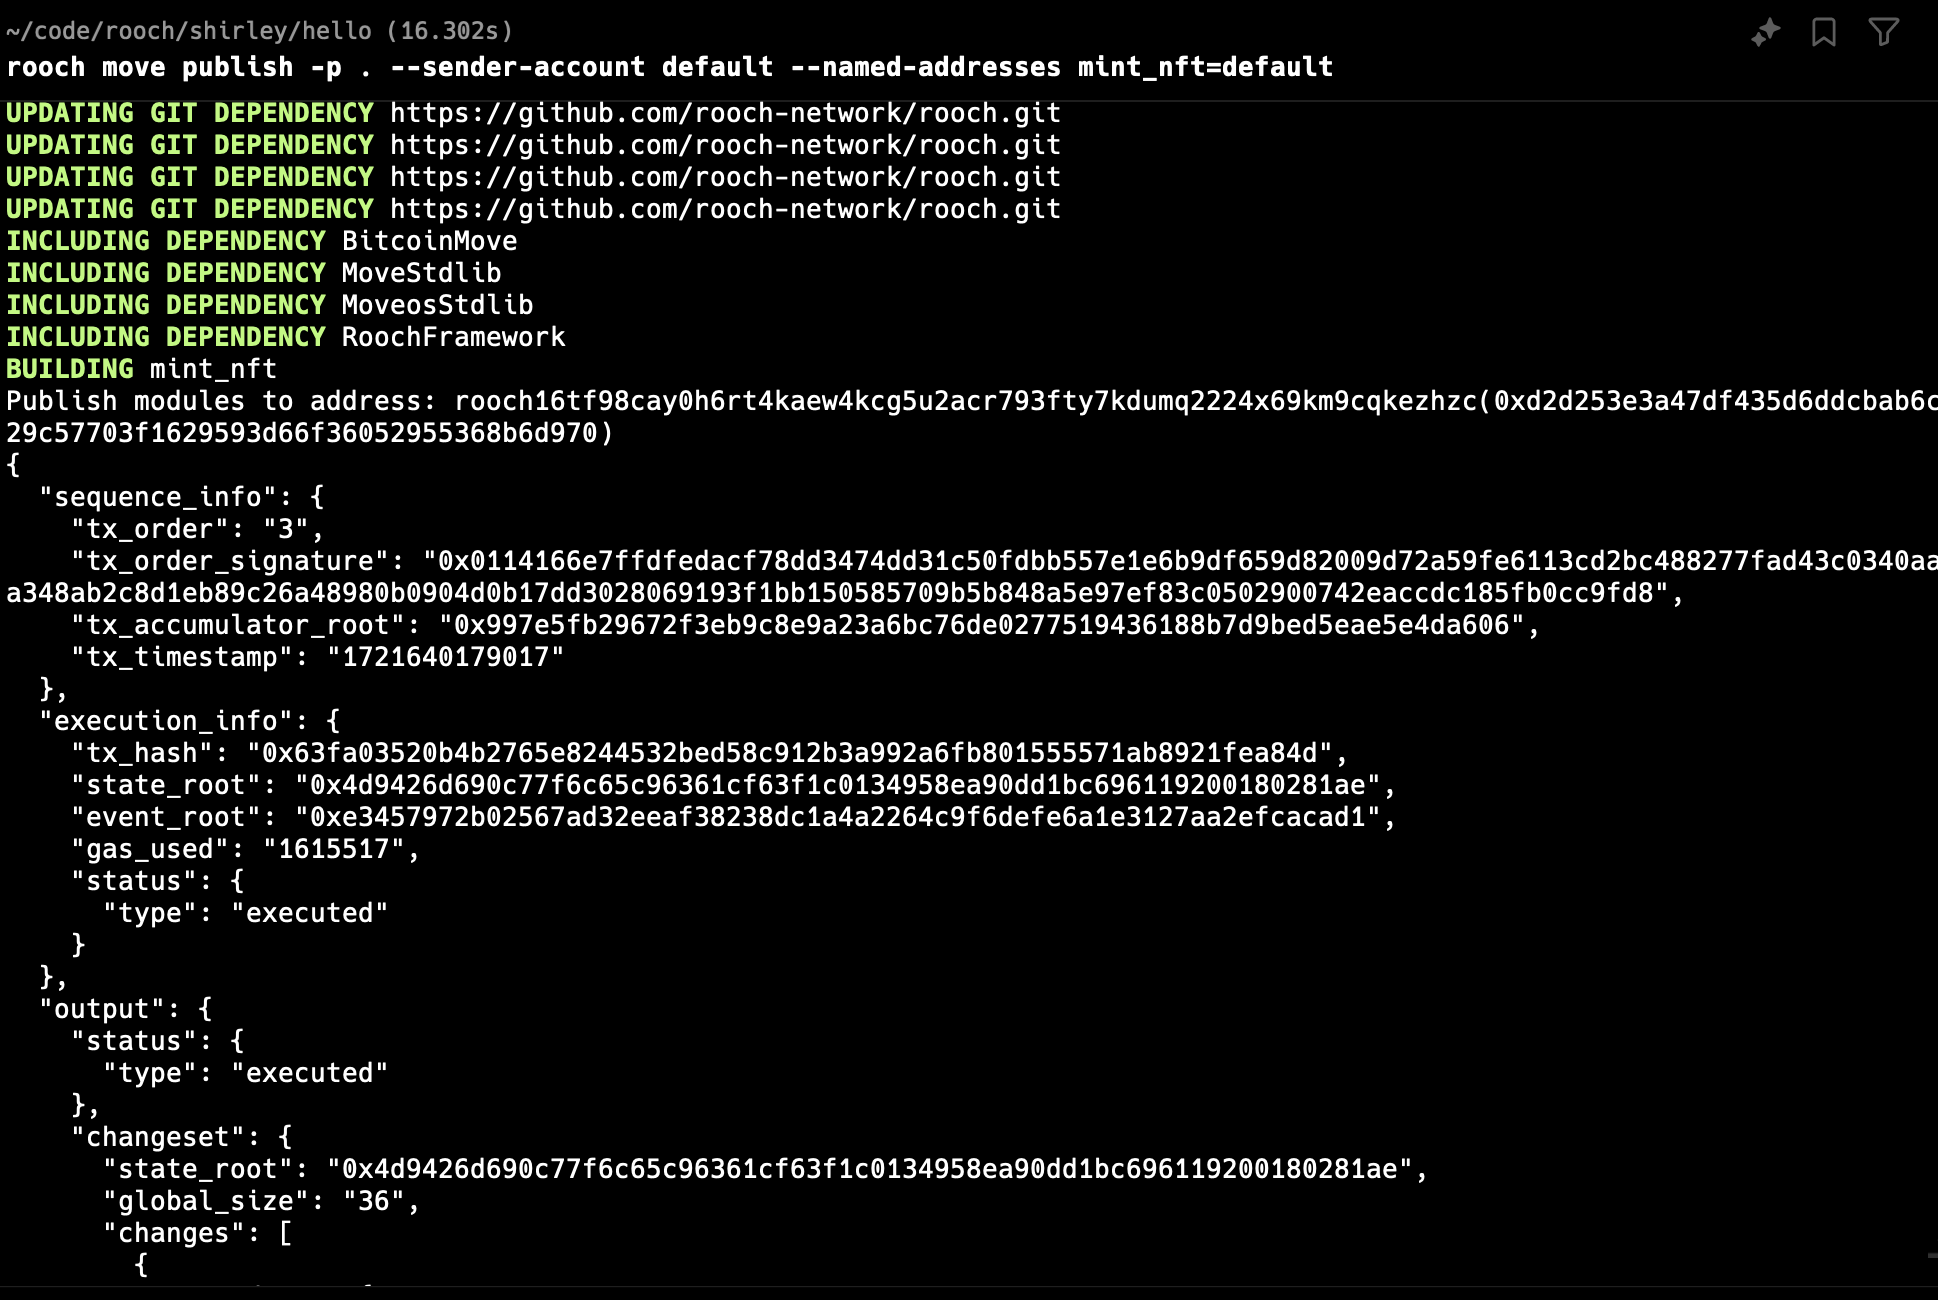 ~/code/rooch/shirley/hello (16.302s)
rooch move publish -p . --sender-account default --named-addresses mint_nft=default
UPDATING GIT DEPENDENCY https://github.com/rooch-network/rooch.git
UPDATING GIT DEPENDENCY https://github.com/rooch-network/rooch.git
UPDATING GIT DEPENDENCY https://github.com/rooch-network/rooch.git
UPDATING GIT DEPENDENCY https://github.com/rooch-network/rooch.git
INCLUDING DEPENDENCY BitcoinMove
INCLUDING DEPENDENCY MoveStdlib
INCLUDING DEPENDENCY MoveosStdlib
INCLUDING DEPENDENCY RoochFramework
BUILDING mint_nft
Publish modules to address: rooch16tf98cay0h6rt4kaew4kcg5u2acr793fty7kdumq2224x69km9cqkezhzc(0xd2d253e3a47df435d6ddcbab6c
29c57703f1629593d66f36052955368b6d970)
{
  "sequence_info": {
    "tx_order": "3",
    "tx_order_signature": "0x0114166e7ffdfedacf78dd3474dd31c50fdbb557e1e6b9df659d82009d72a59fe6113cd2bc488277fad43c0340aa
a348ab2c8d1eb89c26a48980b0904d0b17dd3028069193f1bb150585709b5b848a5e97ef83c0502900742eaccdc185fb0cc9fd8",
    "tx_accumulator_root": "0x997e5fb29672f3eb9c8e9a23a6bc76de0277519436188b7d9bed5eae5e4da606",
    "tx_timestamp": "1721640179017"
  },
  "execution_info": {
    "tx_hash": "0x63fa03520b4b2765e8244532bed58c912b3a992a6fb801555571ab8921fea84d",
    "state_root": "0x4d9426d690c77f6c65c96361cf63f1c0134958ea90dd1bc696119200180281ae",
    "event_root": "0xe3457972b02567ad32eeaf38238dc1a4a2264c9f6defe6a1e3127aa2efcacad1",
    "gas_used": "1615517",
    "status": {
      "type": "executed"
    }
  },
  "output": {
    "status": {
      "type": "executed"
    },
    "changeset": {
      "state_root": "0x4d9426d690c77f6c65c96361cf63f1c0134958ea90dd1bc696119200180281ae",
      "global_size": "36",
      "changes": [
        {